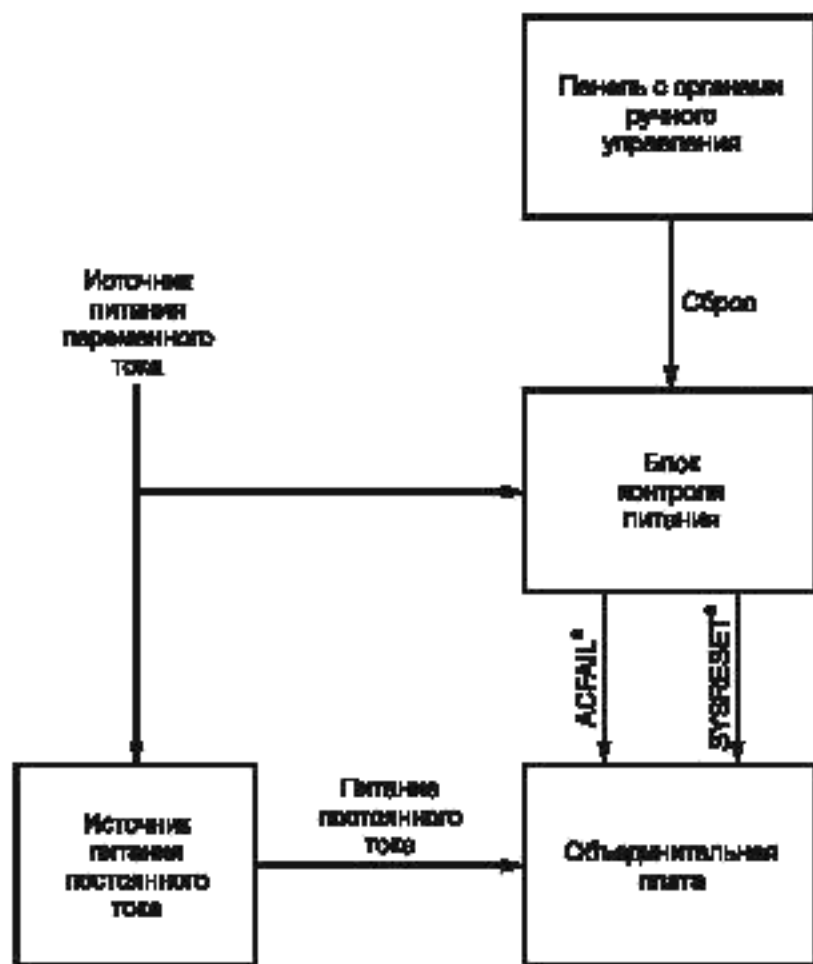 Панель с органами
ручного
управления
Источник
питания
переменного
тока
Сброс
Блок
контроля
питания
ACFAIL*
SYSRESET*
Источник
питания
постоянного
тока
Питание
постоянного
тока
Объединительная
плата